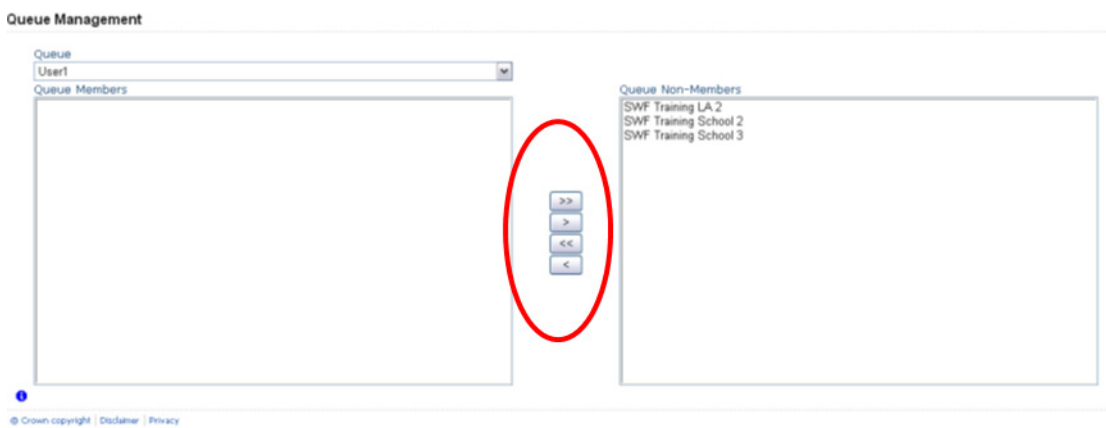 Queue Management
Queue
User1
Queue Members
Queue Non-Members
SWF Training LA 2
SWF Training School 2
SWF Training School 3
>>
>
<<
<
© Crown copyright | Disclaimer | Privacy